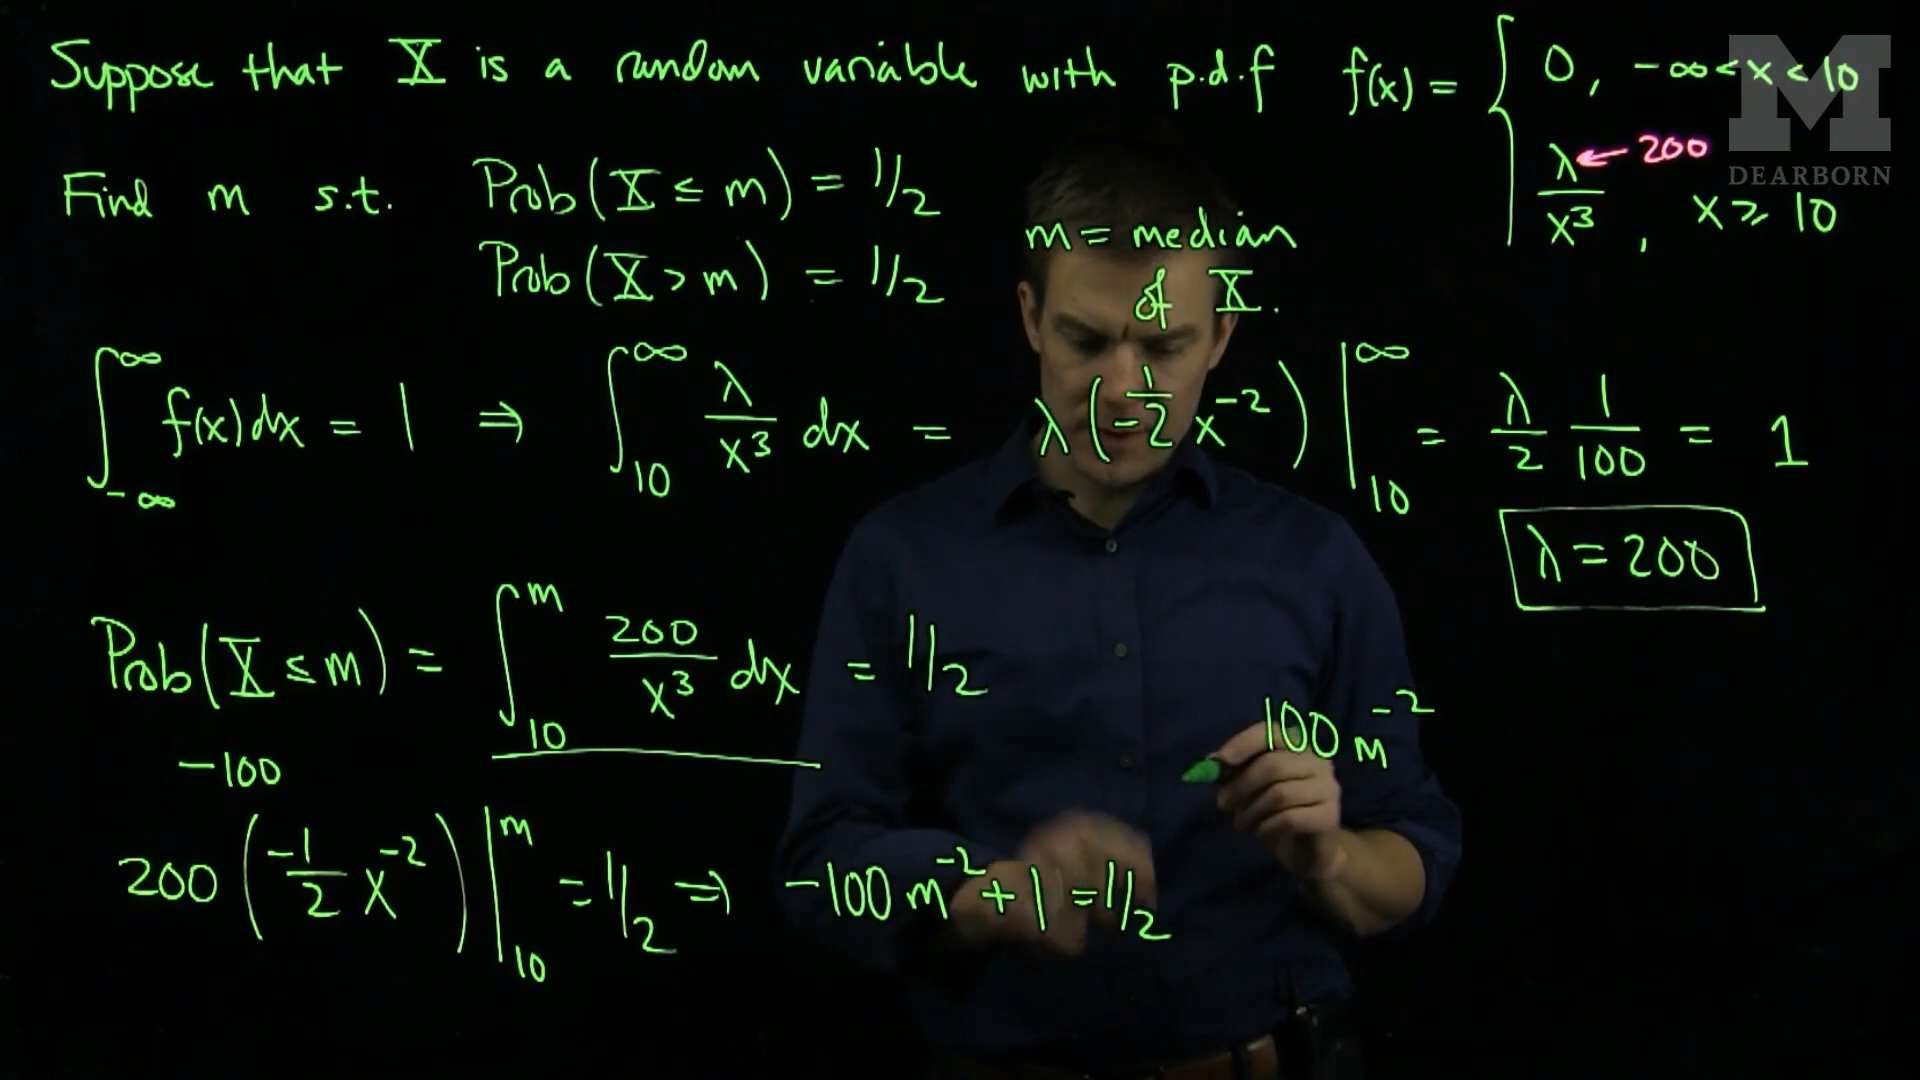 Suppose that X is a random variable with p.d.f f(x) = { 0, -∞ < x < 10
λ/x³, x ≥ 10
λ ← 200
M
DEARBORN
Find m s.t. Prob(X ≤ m) = 1/2
Prob(X > m) = 1/2
m = median
of X.
∫_{-∞}^{∞} f(x)dx = 1 ⇒ ∫_{10}^{∞} λ/x³ dx = λ(-1/2 x⁻²)|_{10}^{∞} = λ/2 1/100 = 1
λ = 200
Prob(X ≤ m) = ∫_{10}^{m} 200/x³ dx = 1/2
100 m⁻²
-100
200(-1/2 x⁻²)|_{10}^{m} = 1/2 ⇒ -100 m⁻² + 1 = 1/2